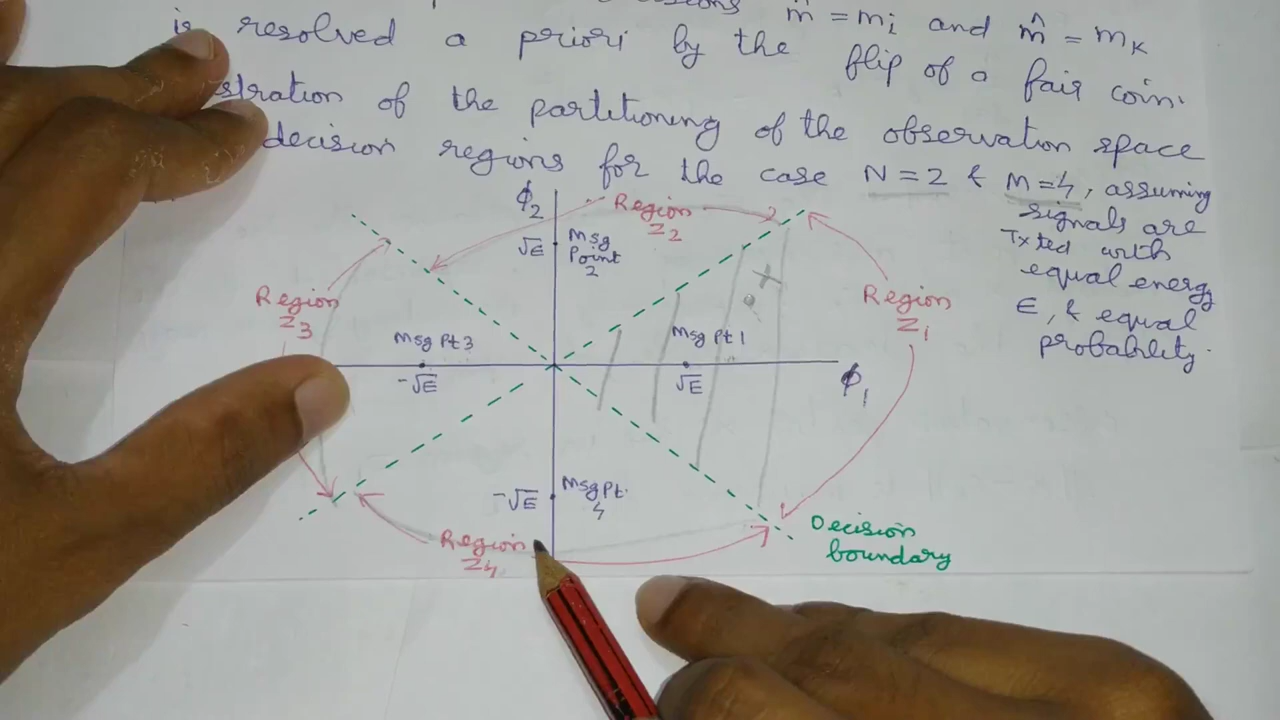 m̂ = mi and m̂ = mk
is resolved a priori by the flip of a fair coin.
stration of the partitioning of the observation space
decision regions for the case N = 2 & M = 4, assuming
signals are
Txted with
equal energy
E, & equal
probability.
ϕ2
Region
Z2
√E
Msg
Point
2
Region
Z3
Region
Z1
Msg Pt 3
Msg Pt 1
-√E
√E
ϕ1
-√E
Msg Pt.
4
Region
Z4
Decision
boundary